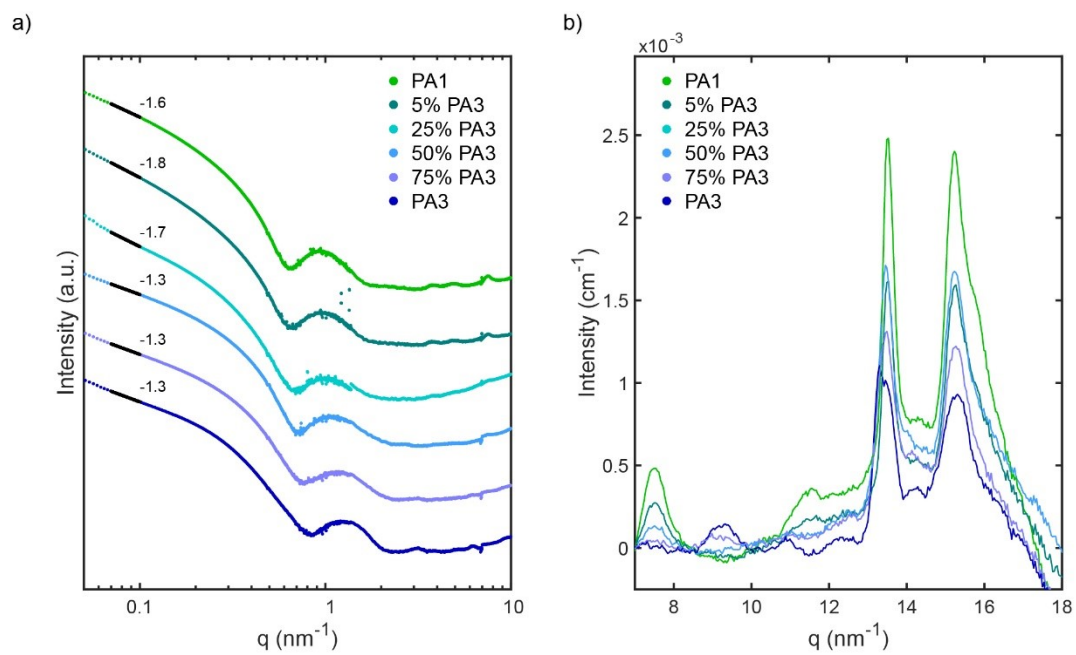 a)
b)
x10⁻³
PA1
5% PA3
25% PA3
50% PA3
75% PA3
PA3
-1.6
-1.8
-1.7
-1.3
-1.3
-1.3
Intensity (a.u.)
0.1
1
10
q (nm⁻¹)
PA1
5% PA3
25% PA3
50% PA3
75% PA3
PA3
2.5
2
1.5
1
0.5
0
Intensity (cm⁻¹)
8
10
12
14
16
18
q (nm⁻¹)